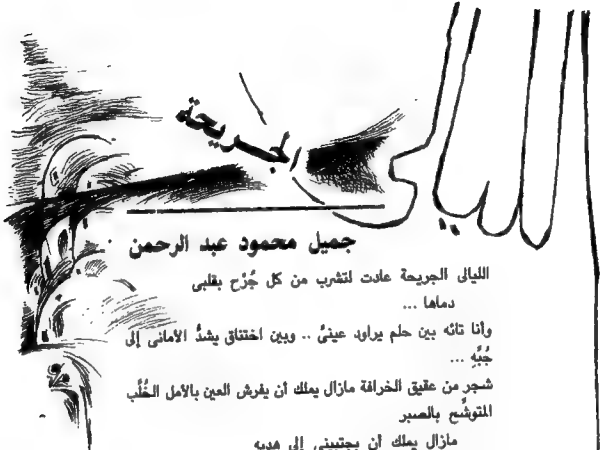 الليالى
الجريحة
جميل محمود عبد الرحمن
الليالى الجريحة عادت لتشرب من كل جُرْح بقلبى
دماها ...
وأنا تائه بين حلم يراود عينىَّ .. وبين اختناق يشدُّ الأمانى إلى
جُبِّهِ ...
شجر من عقيق الخرافة مازال يملك أن يفرش العين بالأمل الخُلَّب
المتوشِّح بالصبر
مازال يملك أن يجتبينى إلى هدبه